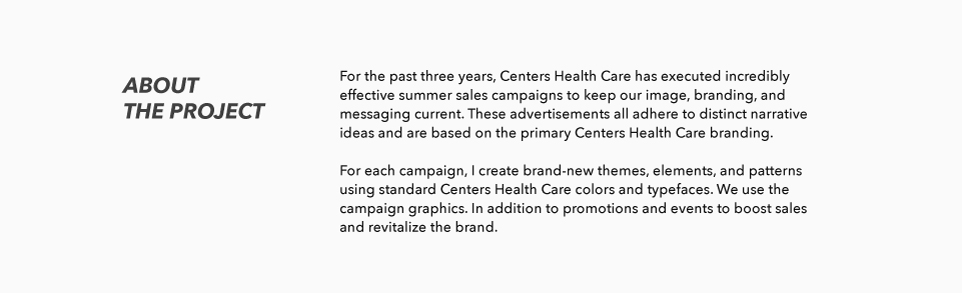 ABOUT
THE PROJECT
For the past three years, Centers Health Care has executed incredibly
effective summer sales campaigns to keep our image, branding, and
messaging current. These advertisements all adhere to distinct narrative
ideas and are based on the primary Centers Health Care branding.
For each campaign, I create brand-new themes, elements, and patterns
using standard Centers Health Care colors and typefaces. We use the
campaign graphics. In addition to promotions and events to boost sales
and revitalize the brand.